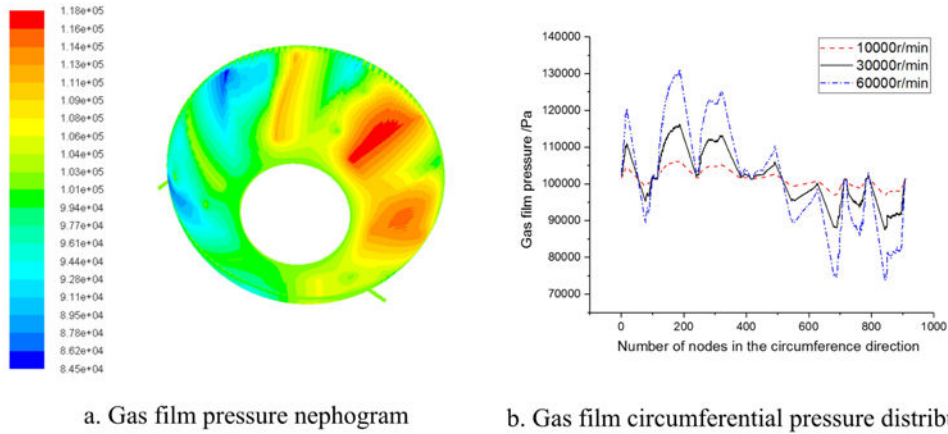 1.18e+05
1.16e+05
1.14e+05
1.13e+05
1.11e+05
1.10e+05
1.09e+05
1.08e+05
1.06e+05
1.04e+05
1.03e+05
1.01e+05
9.94e+04
9.77e+04
9.61e+04
9.44e+04
9.28e+04
9.11e+04
8.95e+04
8.78e+04
8.62e+04
8.45e+04
a. Gas film pressure nephogram
140000
130000
120000
110000
100000
90000
80000
70000
Gas film pressure /Pa
10000r/min
30000r/min
60000r/min
0 200 400 600 800 1000
Number of nodes in the circumference direction
b. Gas film circumferential pressure distrib